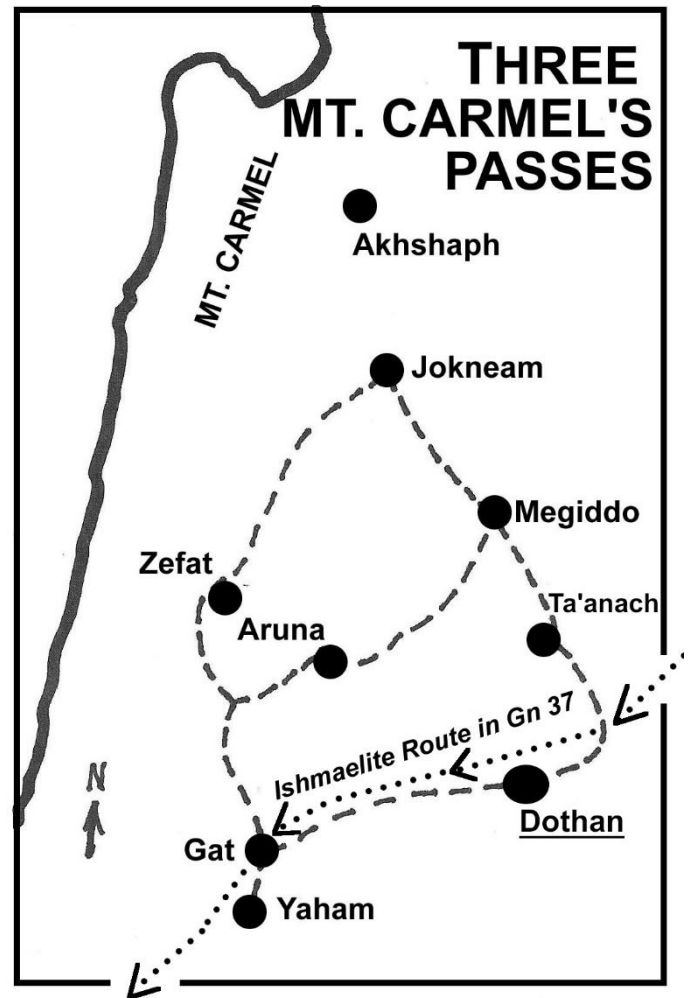 THREE
MT. CARMEL'S
PASSES
MT. CARMEL
Akhshaph
Jokneam
Megiddo
Zefat
Ta'anach
Aruna
Ishmaelite Route in Gn 37
N
Dothan
Gat
Yaham